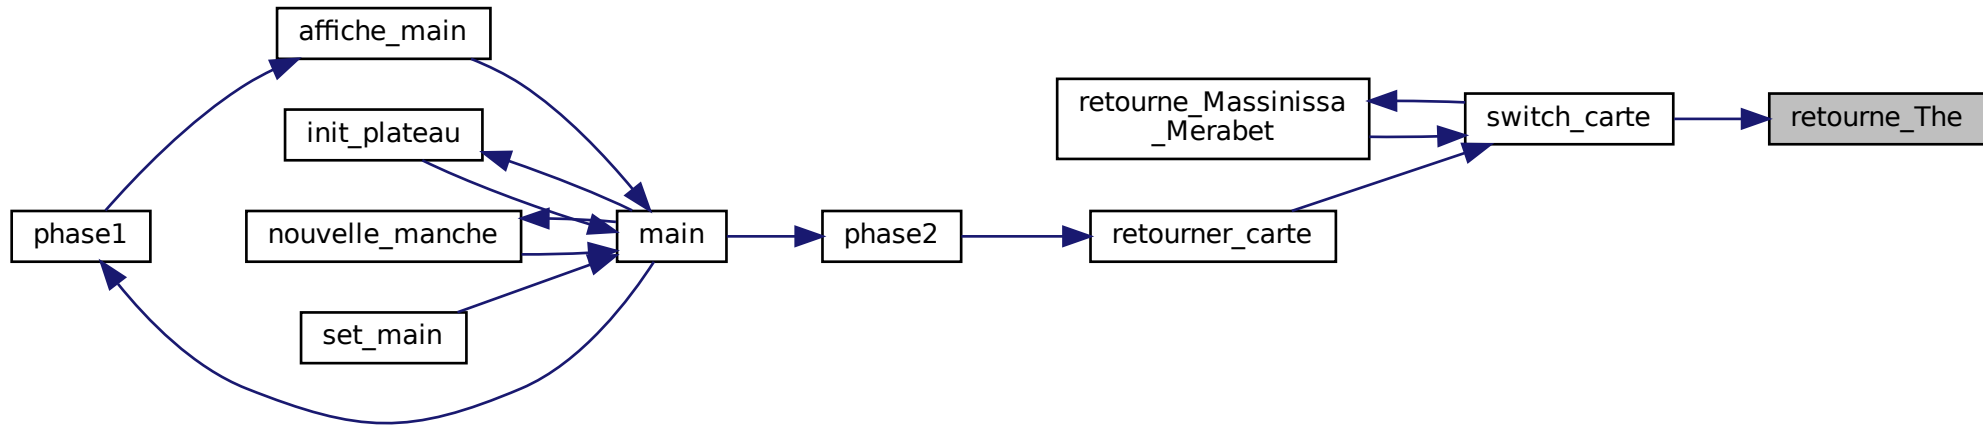 affiche_main
init_plateau
phase1
nouvelle_manche
set_main
main
phase2
retourne_Massinissa
_Merabet
retourner_carte
switch_carte
retourne_The